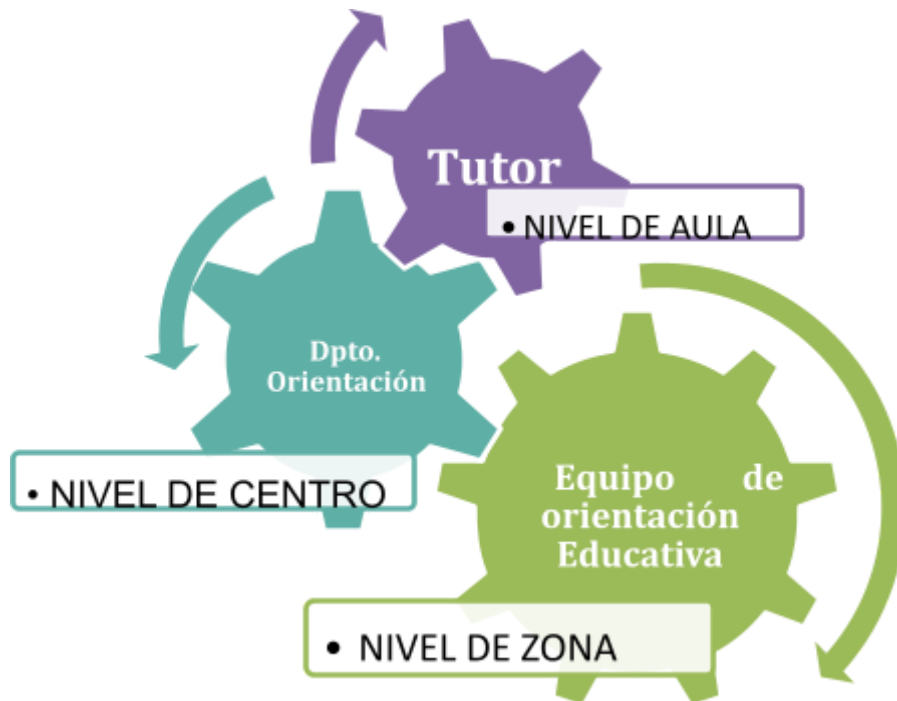 Tutor
• NIVEL DE AULA
Dpto.
Orientación
• NIVEL DE CENTRO
Equipo de
orientación
Educativa
• NIVEL DE ZONA